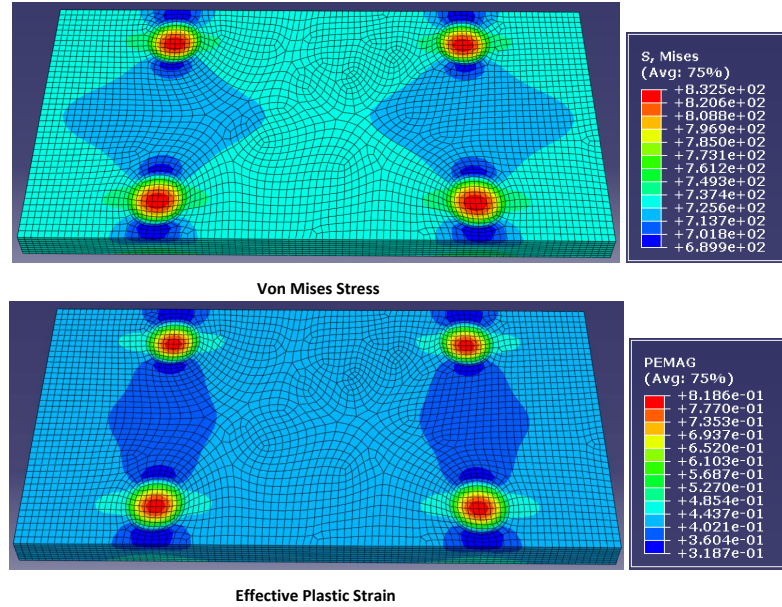 S, Mises
(Avg: 75%)
+8.325e+02
+8.206e+02
+8.088e+02
+7.969e+02
+7.850e+02
+7.731e+02
+7.612e+02
+7.493e+02
+7.374e+02
+7.256e+02
+7.137e+02
+7.018e+02
+6.899e+02
Von Mises Stress
PEMAG
(Avg: 75%)
+8.186e-01
+7.770e-01
+7.353e-01
+6.937e-01
+6.520e-01
+6.103e-01
+5.687e-01
+5.270e-01
+4.854e-01
+4.437e-01
+4.021e-01
+3.604e-01
+3.187e-01
Effective Plastic Strain